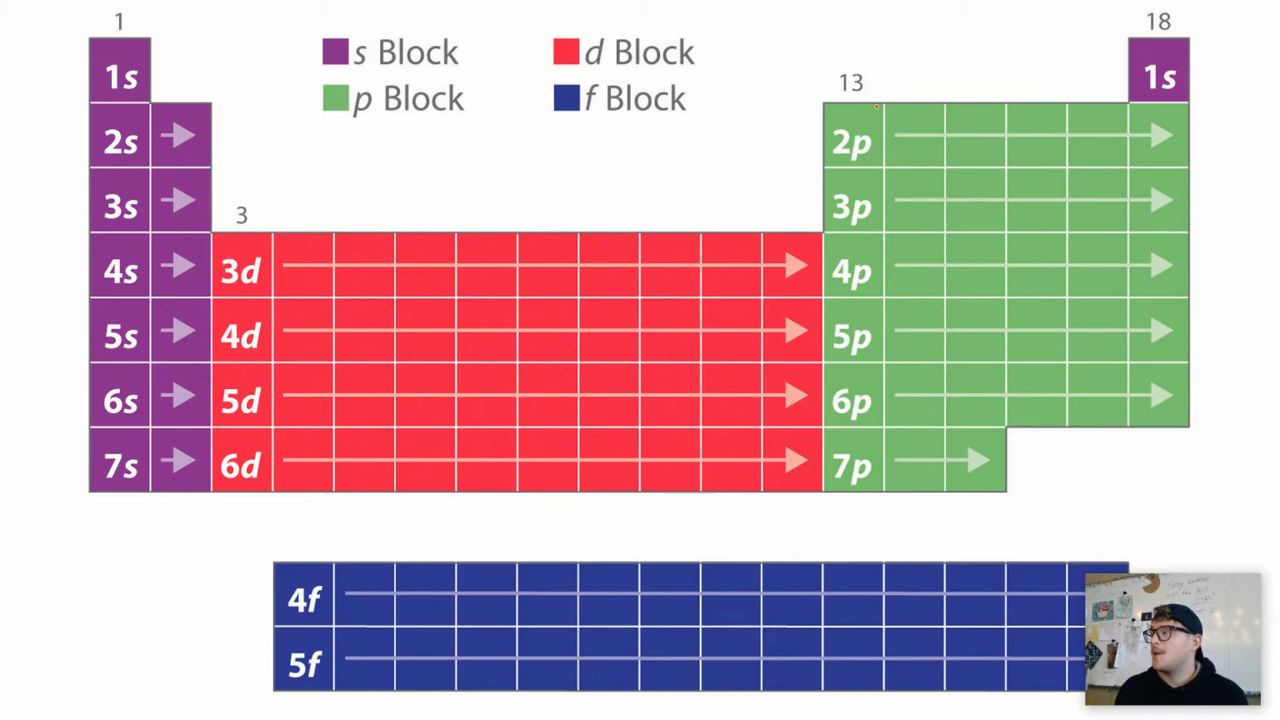 1 18
s Block d Block
p Block f Block
13
1s 1s
2s 2p
3s 3p
3
4s 3d 4p
5s 4d 5p
6s 5d 6p
7s 6d 7p
4f
5f